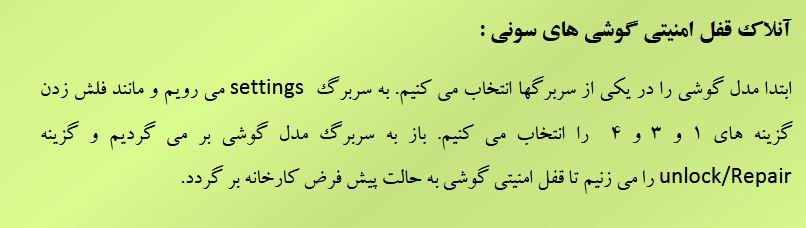 آنلاک قفل امنیتی گوشی های سونی :
ابتدا مدل گوشی را در یکی از سربرگها انتخاب می کنیم. به سربرگ settings می رویم و مانند فلش زدن
گزینه های ۱ و ۳ و ۴ را انتخاب می کنیم. باز به سربرگ مدل گوشی بر می گردیم و گزینه
unlock/Repair را می زنیم تا قفل امنیتی گوشی به حالت پیش فرض کارخانه بر گردد.